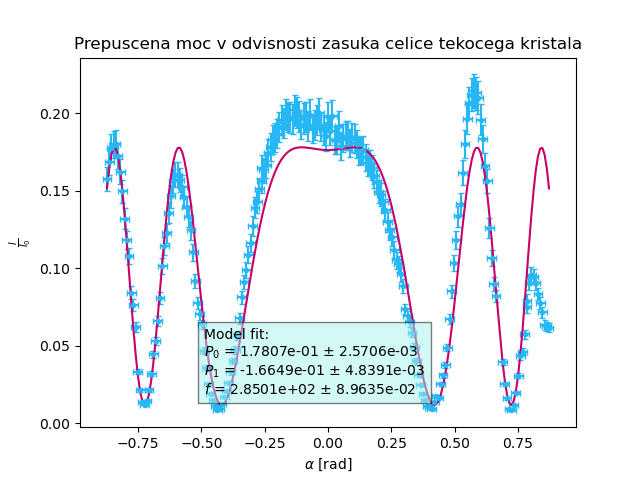 Prepuscena moc v odvisnosti zasuka celice tekocega kristala
0.20
0.15
0.10
0.05
0.00
I/I₀
Model fit:
P₀ = 1.7807e-01 ± 2.5706e-03
P₁ = -1.6649e-01 ± 4.8391e-03
f = 2.8501e+02 ± 8.9635e-02
−0.75 −0.50 −0.25 0.00 0.25 0.50 0.75
α [rad]